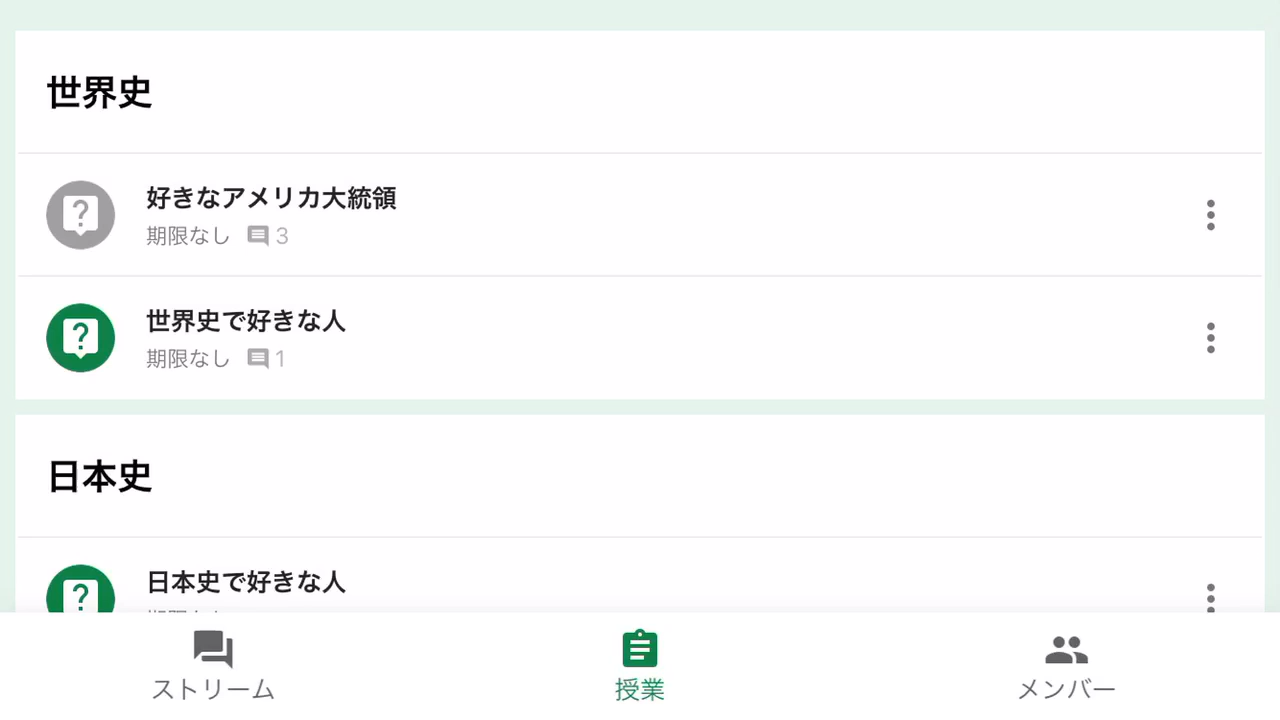 世界史
好きなアメリカ大統領
期限なし 3
世界史で好きな人
期限なし 1
日本史
日本史で好きな人
ストリーム
授業
メンバー